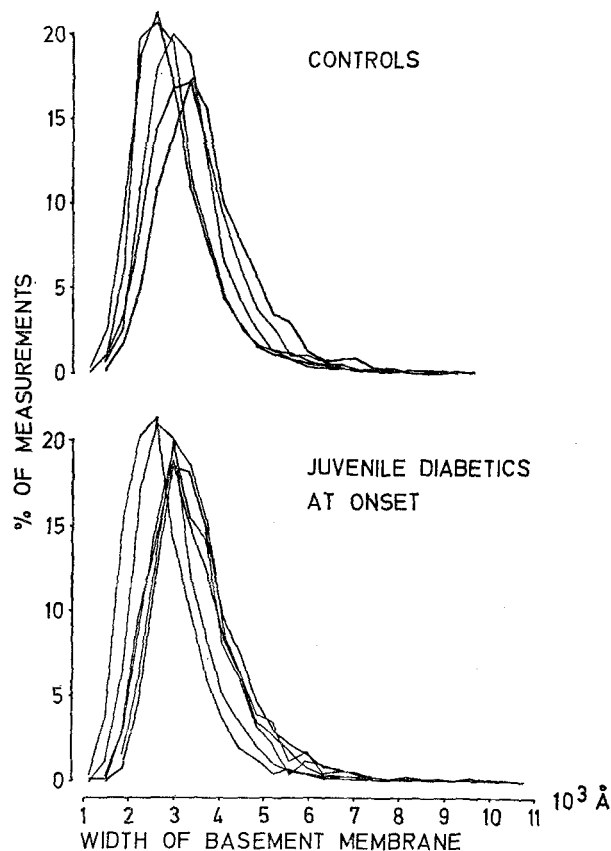 20
CONTROLS
15
10
5
0
% OF MEASUREMENTS
20
JUVENILE DIABETICS
AT ONSET
15
10
5
0
1 2 3 4 5 6 7 8 9 10 11 10³ Å
WIDTH OF BASEMENT MEMBRANE